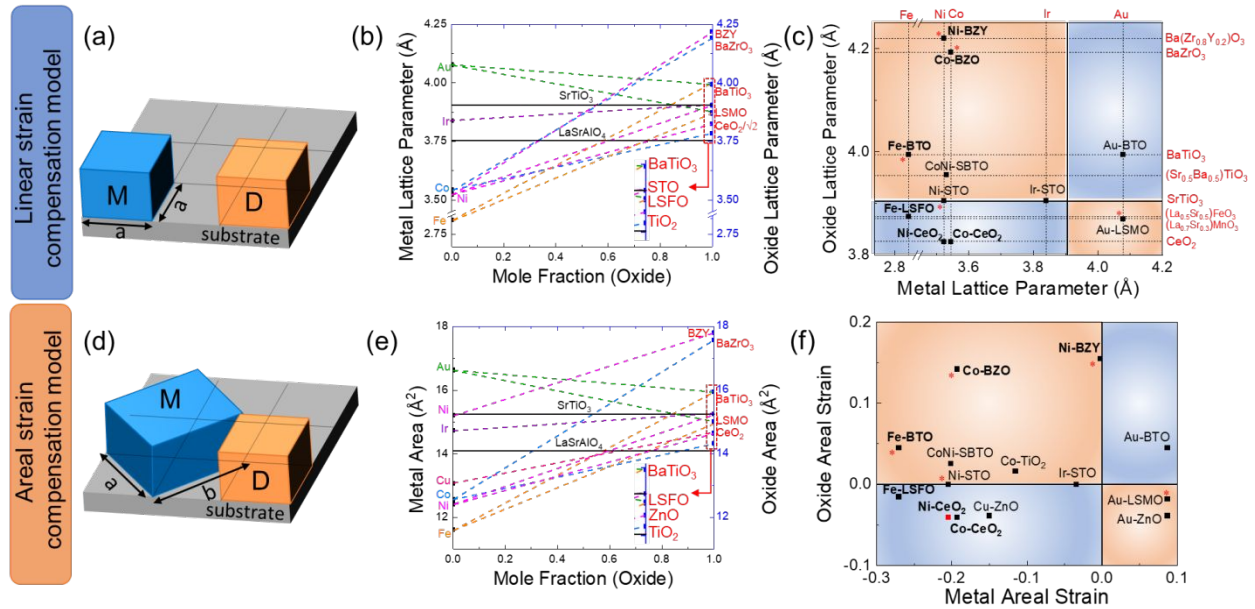 Linear strain
compensation model
(a)
M
D
a
a
substrate
(b)
Metal Lattice Parameter (Å)
4.25
4.00
3.75
3.50
2.75
Au
Ir
Co
Ni
Fe
SrTiO3
LaSrAlO4
BaTiO3
STO
LSFO
TiO2
0.0 0.2 0.4 0.6 0.8 1.0
Mole Fraction (Oxide)
4.25
4.00
3.75
3.50
2.75
BZY
BaZrO3
BaTiO3
LSMO
CeO2/√2
Oxide Lattice Parameter (Å)
(c)
Fe Ni Co Ir Au
Oxide Lattice Parameter (Å)
4.2
4.0
3.8
Ni-BZY
Co-BZO
Fe-BTO
CoNi-SBTO
Ni-STO
Ir-STO
Au-BTO
Fe-LSFO
Ni-CeO2
Co-CeO2
Au-LSMO
Ba(Zr0.8Y0.2)O3
BaZrO3
BaTiO3
(Sr0.5Ba0.5)TiO3
SrTiO3
(La0.5Sr0.5)FeO3
(La0.7Sr0.3)MnO3
CeO2
2.8 3.6 4.0 4.2
Metal Lattice Parameter (Å)
Areal strain
compensation model
(d)
M
D
a
b
substrate
(e)
Metal Area (Å2)
18
16
14
12
Au
Ni
Ir
Cu
Co
Ni
Fe
SrTiO3
LaSrAlO4
BaTiO3
LSFO
ZnO
TiO2
0.0 0.2 0.4 0.6 0.8 1.0
Mole Fraction (Oxide)
18
16
14
12
BZY
BaZrO3
BaTiO3
LSMO
CeO2
Oxide Area (Å2)
(f)
Oxide Areal Strain
0.2
0.1
0.0
-0.1
Ni-BZY
Co-BZO
Fe-BTO
CoNi-SBTO
Co-TiO2
Ni-STO
Ir-STO
Au-BTO
Fe-LSFO
Ni-CeO2
Cu-ZnO
Co-CeO2
Au-LSMO
Au-ZnO
-0.3 -0.2 -0.1 0.0 0.1
Metal Areal Strain